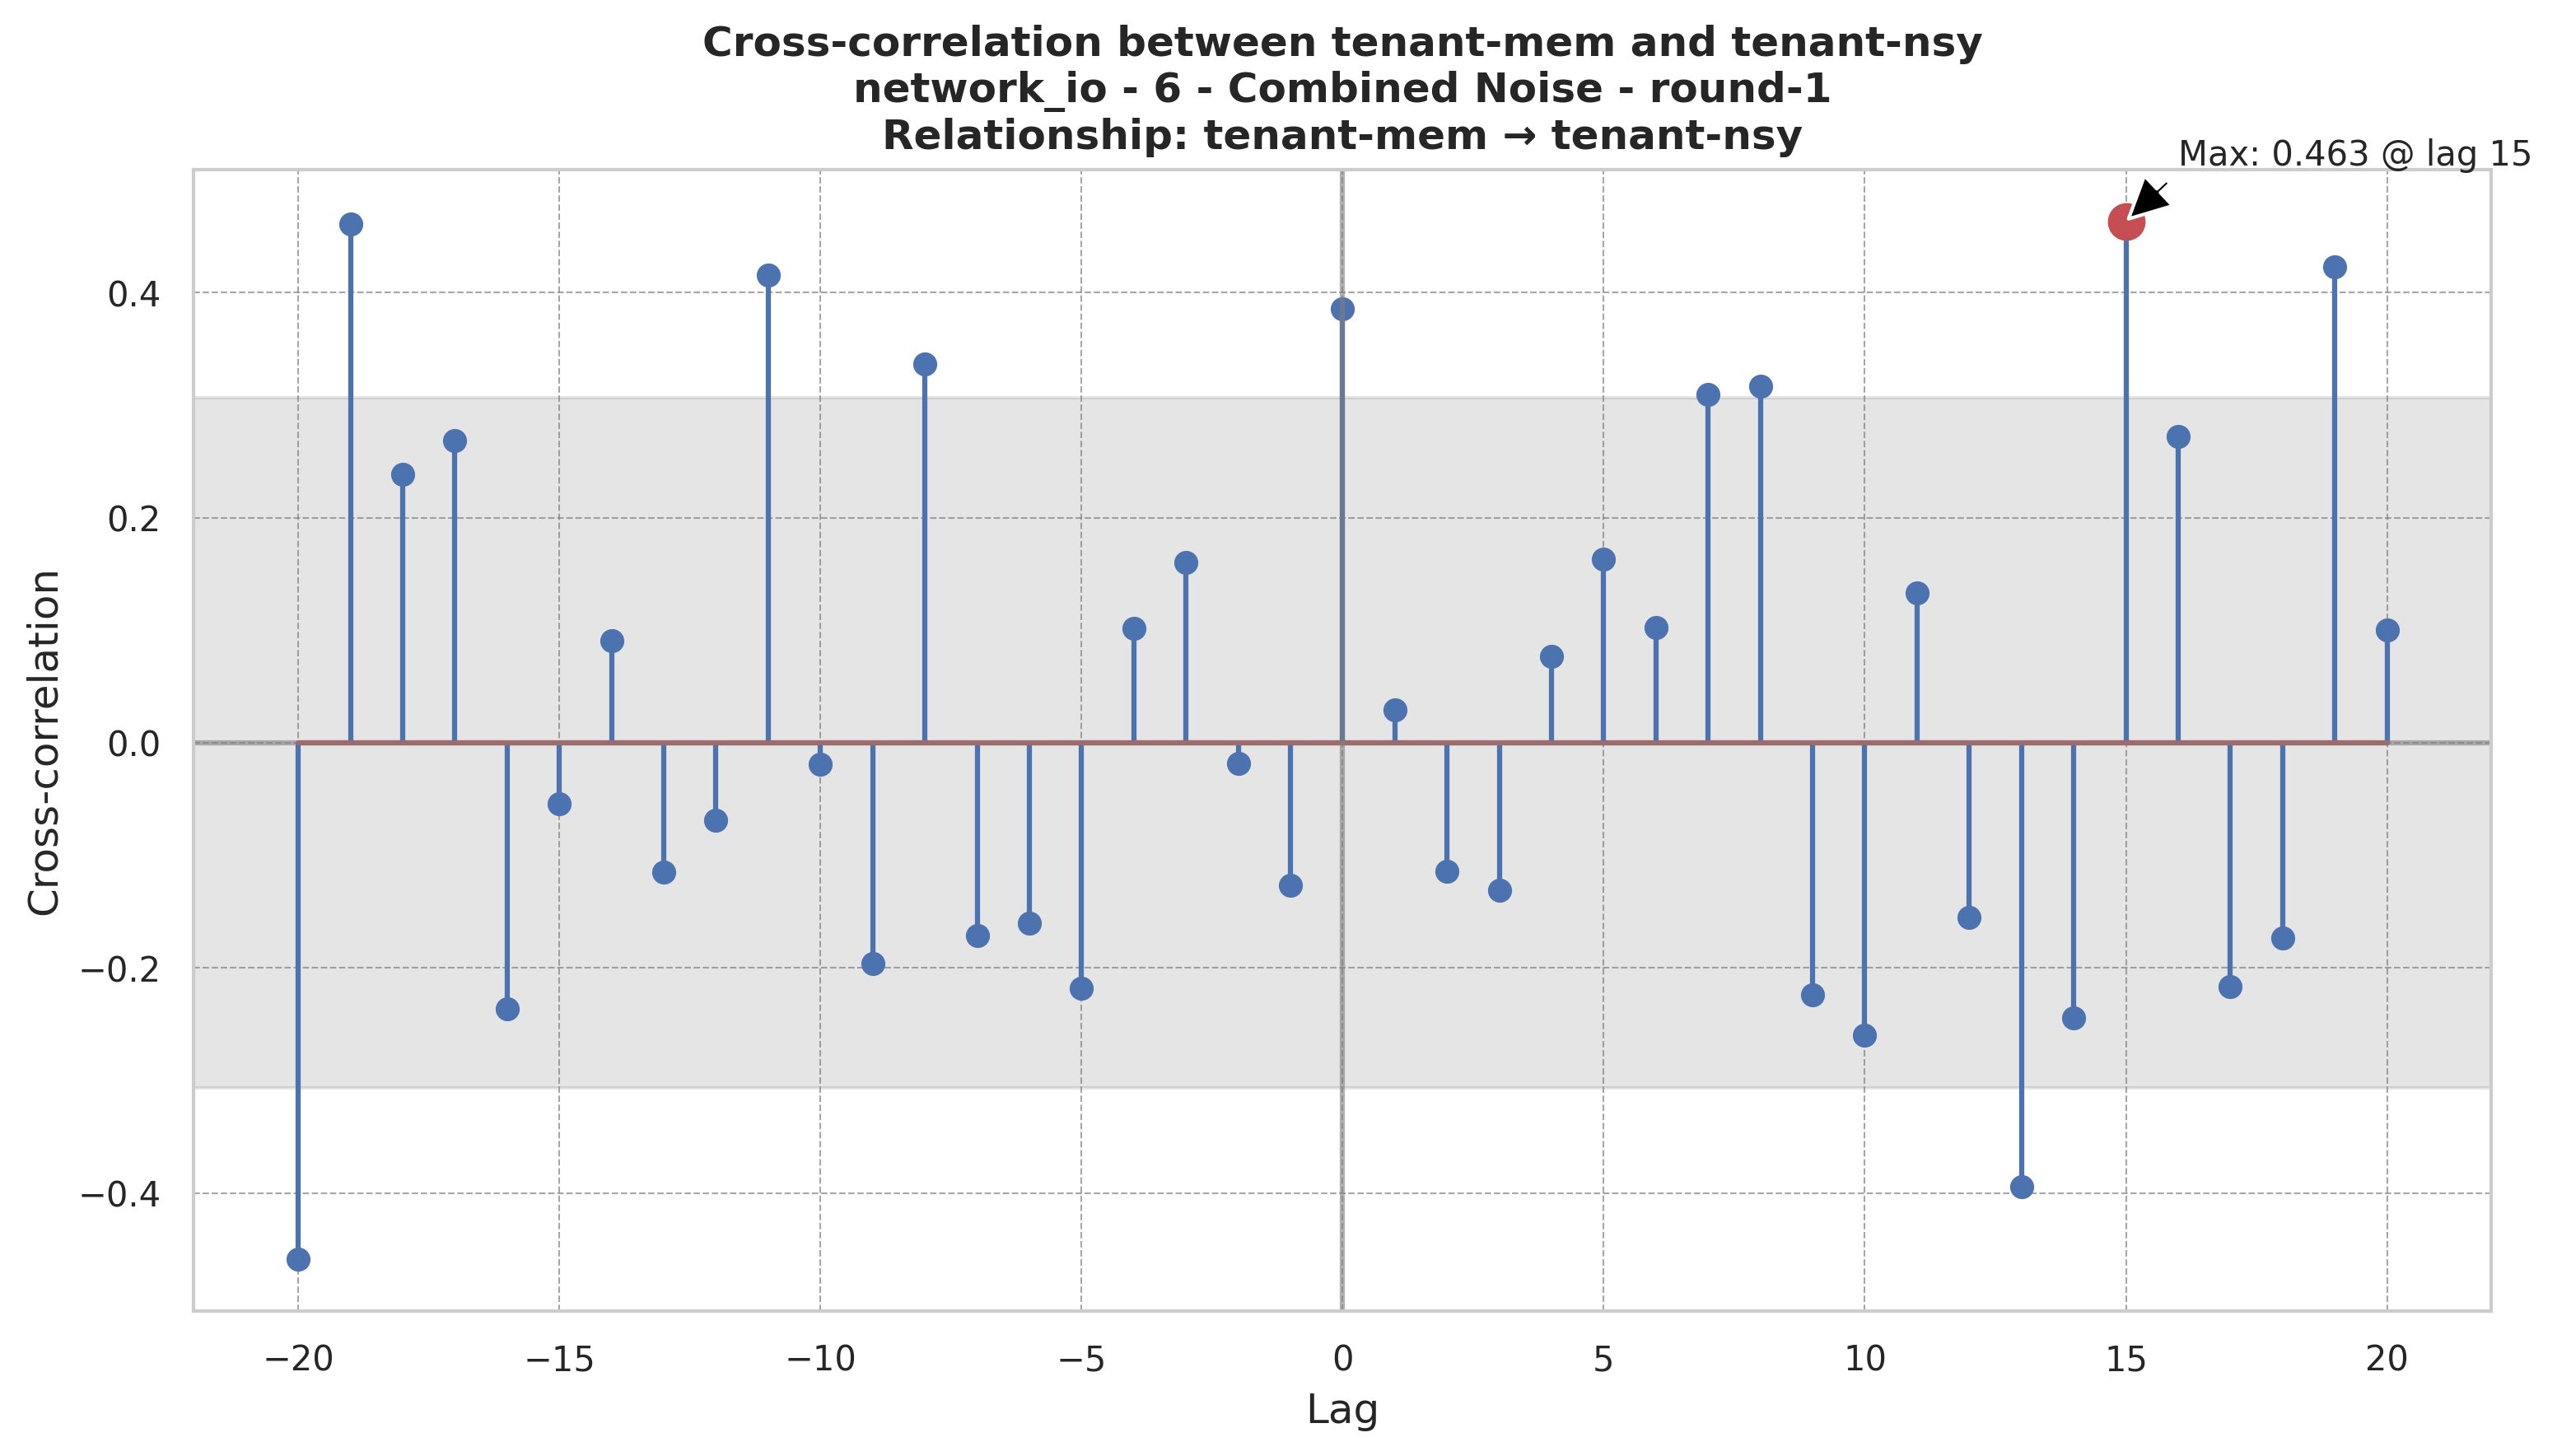 Cross-correlation between tenant-mem and tenant-nsy
network_io - 6 - Combined Noise - round-1
Relationship: tenant-mem → tenant-nsy
Max: 0.463 @ lag 15
Cross-correlation
0.4
0.2
0.0
−0.2
−0.4
−20 −15 −10 −5 0 5 10 15 20
Lag